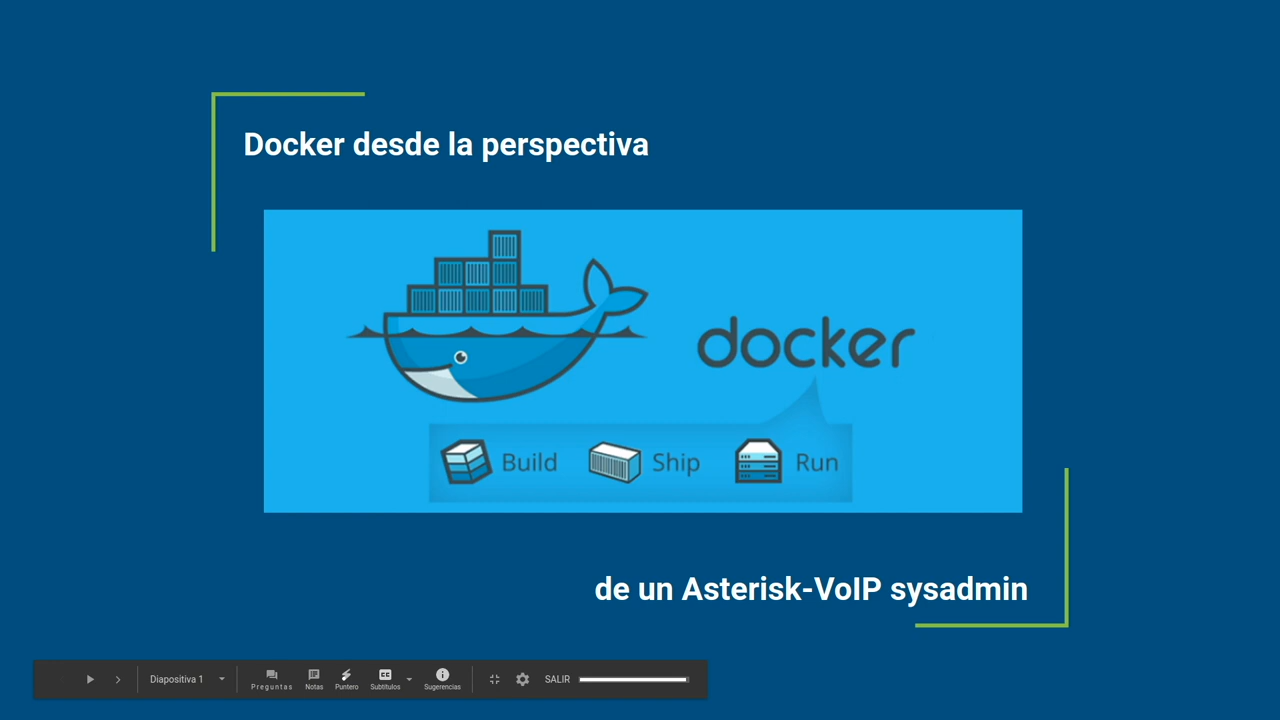 Docker desde la perspectiva
docker
Build Ship Run
de un Asterisk-VoIP sysadmin
Diapositiva 1 Preguntas Notas Puntero Subtítulos Sugerencias SALIR